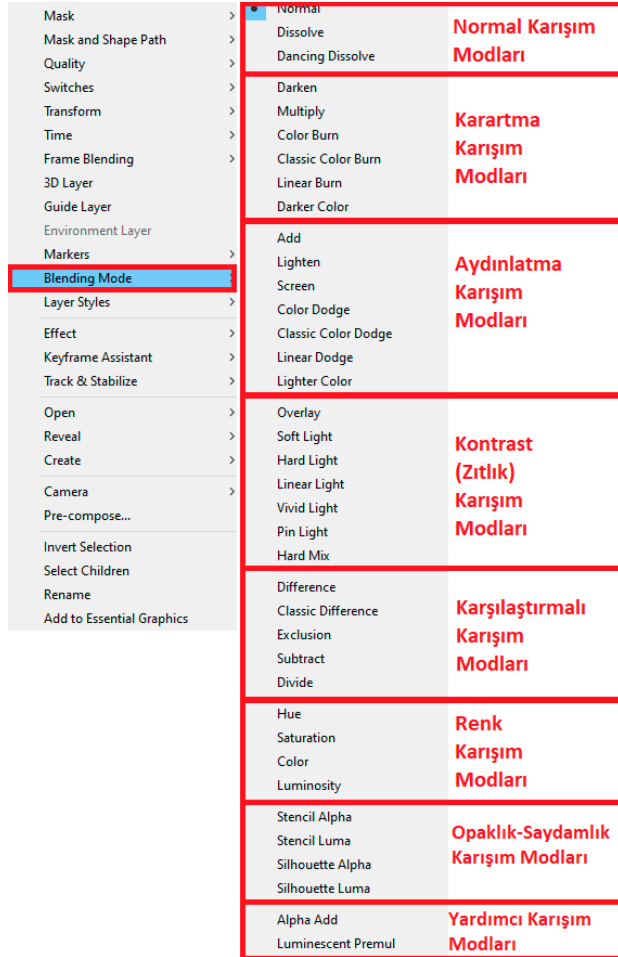 Mask
Mask and Shape Path
Quality
Switches
Transform
Time
Frame Blending
3D Layer
Guide Layer
Environment Layer
Markers
Blending Mode
Layer Styles
Effect
Keyframe Assistant
Track & Stabilize
Open
Reveal
Create
Camera
Pre-compose...
Invert Selection
Select Children
Rename
Add to Essential Graphics
Normal
Dissolve
Dancing Dissolve
Normal Karışım
Modları
Darken
Multiply
Color Burn
Classic Color Burn
Linear Burn
Darker Color
Karartma
Karışım
Modları
Add
Lighten
Screen
Color Dodge
Classic Color Dodge
Linear Dodge
Lighter Color
Aydınlatma
Karışım
Modları
Overlay
Soft Light
Hard Light
Linear Light
Vivid Light
Pin Light
Hard Mix
Kontrast
(Zıtlık)
Karışım
Modları
Difference
Classic Difference
Exclusion
Subtract
Divide
Karşılaştırmalı
Karışım
Modları
Hue
Saturation
Color
Luminosity
Renk
Karışım
Modları
Stencil Alpha
Stencil Luma
Silhouette Alpha
Silhouette Luma
Opaklık-Saydamlık
Karışım Modları
Alpha Add
Luminescent Premul
Yardımcı Karışım
Modları